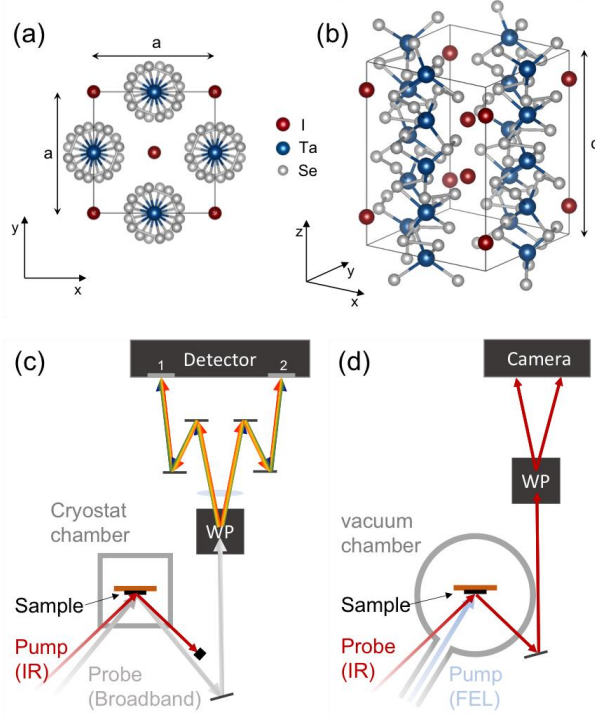 (a)
a
a
I
Ta
Se
y
x
(b)
c
z
y
x
(c)
Detector
1
2
WP
Cryostat
chamber
Sample
Pump
(IR)
Probe
(Broadband)
(d)
Camera
WP
vacuum
chamber
Sample
Probe
(IR)
Pump
(FEL)